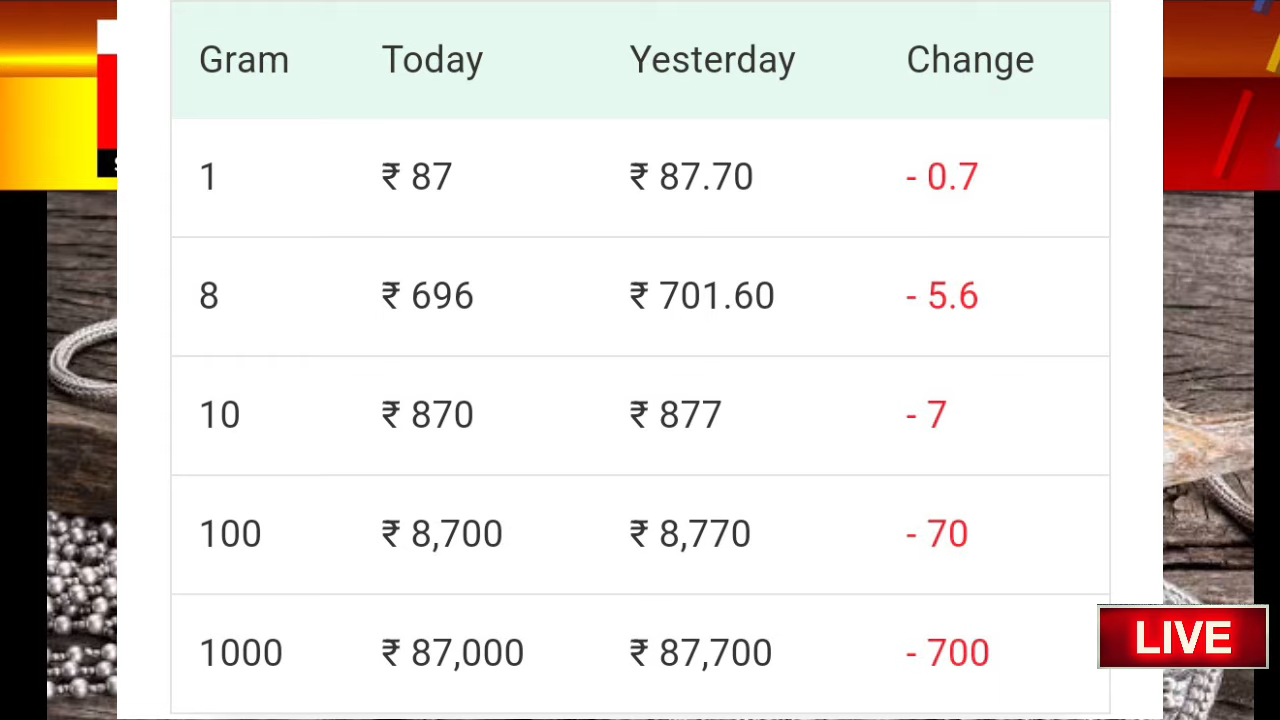 Gram Today Yesterday Change
1 ₹ 87 ₹ 87.70 - 0.7
8 ₹ 696 ₹ 701.60 - 5.6
10 ₹ 870 ₹ 877 - 7
100 ₹ 8,700 ₹ 8,770 - 70
1000 ₹ 87,000 ₹ 87,700 - 700
LIVE